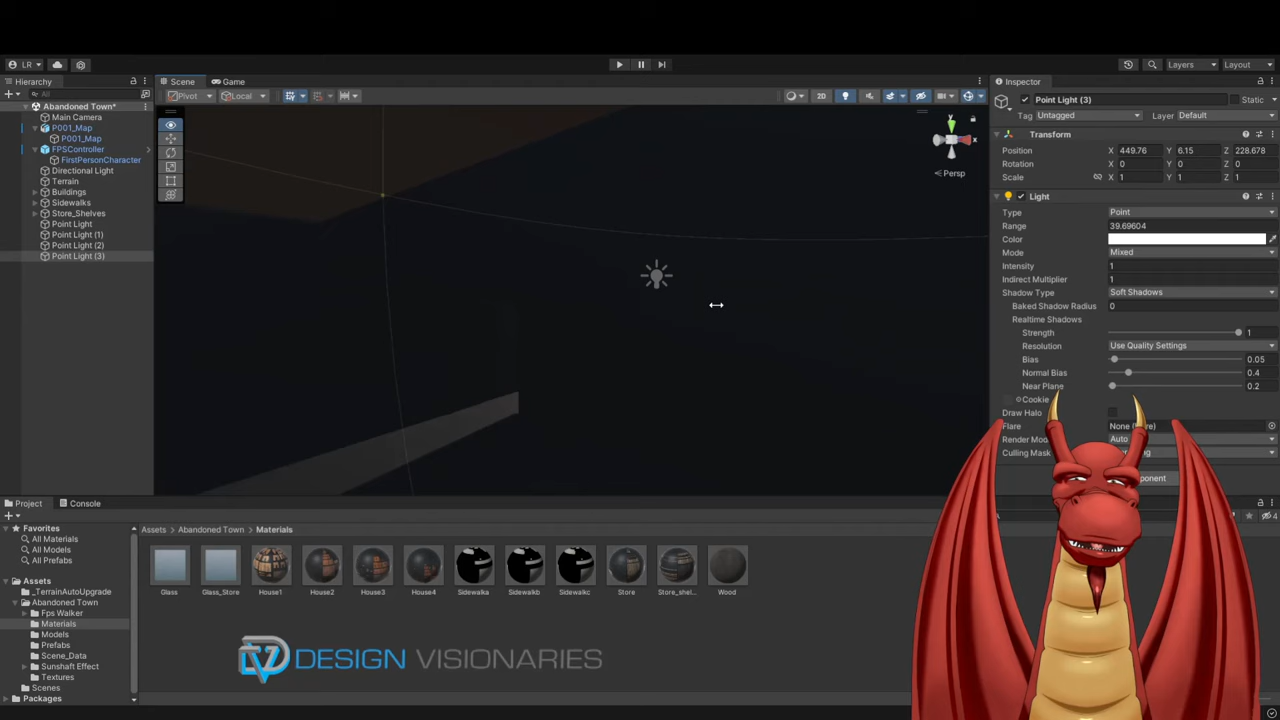 LR
Layers
Layout
Hierarchy
Scene
Game
Inspector
All
Pivot
Local
2D
Point Light (3)
Static
Abandoned Town*
Tag
Untagged
Layer
Default
Main Camera
P001_Map
P001_Map
FPSController
FirstPersonCharacter
Directional Light
Terrain
Buildings
Sidewalks
Store_Shelves
Point Light
Point Light (1)
Point Light (2)
Point Light (3)
x
y
Persp
Transform
Position
X 449.76
Y 6.15
Z 228.678
Rotation
X 0
Y 0
Z 0
Scale
X 1
Y 1
Z 1
Light
Type
Point
Range
39.69604
Color
Mode
Mixed
Intensity
1
Indirect Multiplier
1
Shadow Type
Soft Shadows
Baked Shadow Radius
0
Realtime Shadows
Strength
1
Resolution
Use Quality Settings
Bias
0.05
Normal Bias
0.4
Near Plane
0.2
Cookie
Draw Halo
Flare
None
Render
Auto
Culling Mask
Project
Console
Favorites
All Materials
All Models
All Prefabs
Assets
_TerrainAutoUpgrade
Abandoned Town
Fps Walker
Materials
Models
Prefabs
Scene_Data
Sunshaft Effect
Textures
Scenes
Packages
Assets > Abandoned Town > Materials
Glass
Glass_Store
House1
House2
House3
House4
Sidewalka
Sidewalkb
Sidewalkc
Store
Store_shel...
Wood
DV DESIGN VISIONARIES